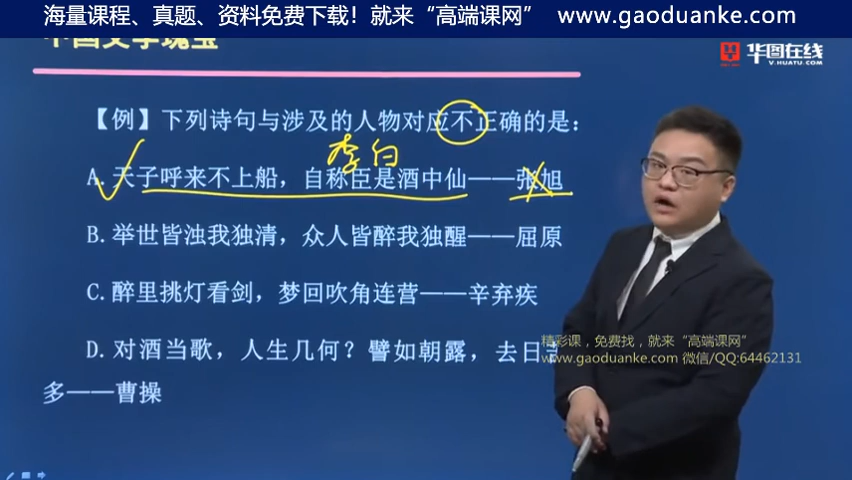 海量课程、真题、资料免费下载！就来“高端课网” www.gaoduanke.com
中国文学瑰宝
华图在线
V.HUATU.COM
【例】下列诗句与涉及的人物对应不正确的是：
李白
A.天子呼来不上船，自称臣是酒中仙——张旭
B.举世皆浊我独清，众人皆醉我独醒——屈原
C.醉里挑灯看剑，梦回吹角连营——辛弃疾
D.对酒当歌，人生几何？譬如朝露，去日
多——曹操
精彩课，免费找，就来“高端课网”
www.gaoduanke.com 微信/QQ:64462131